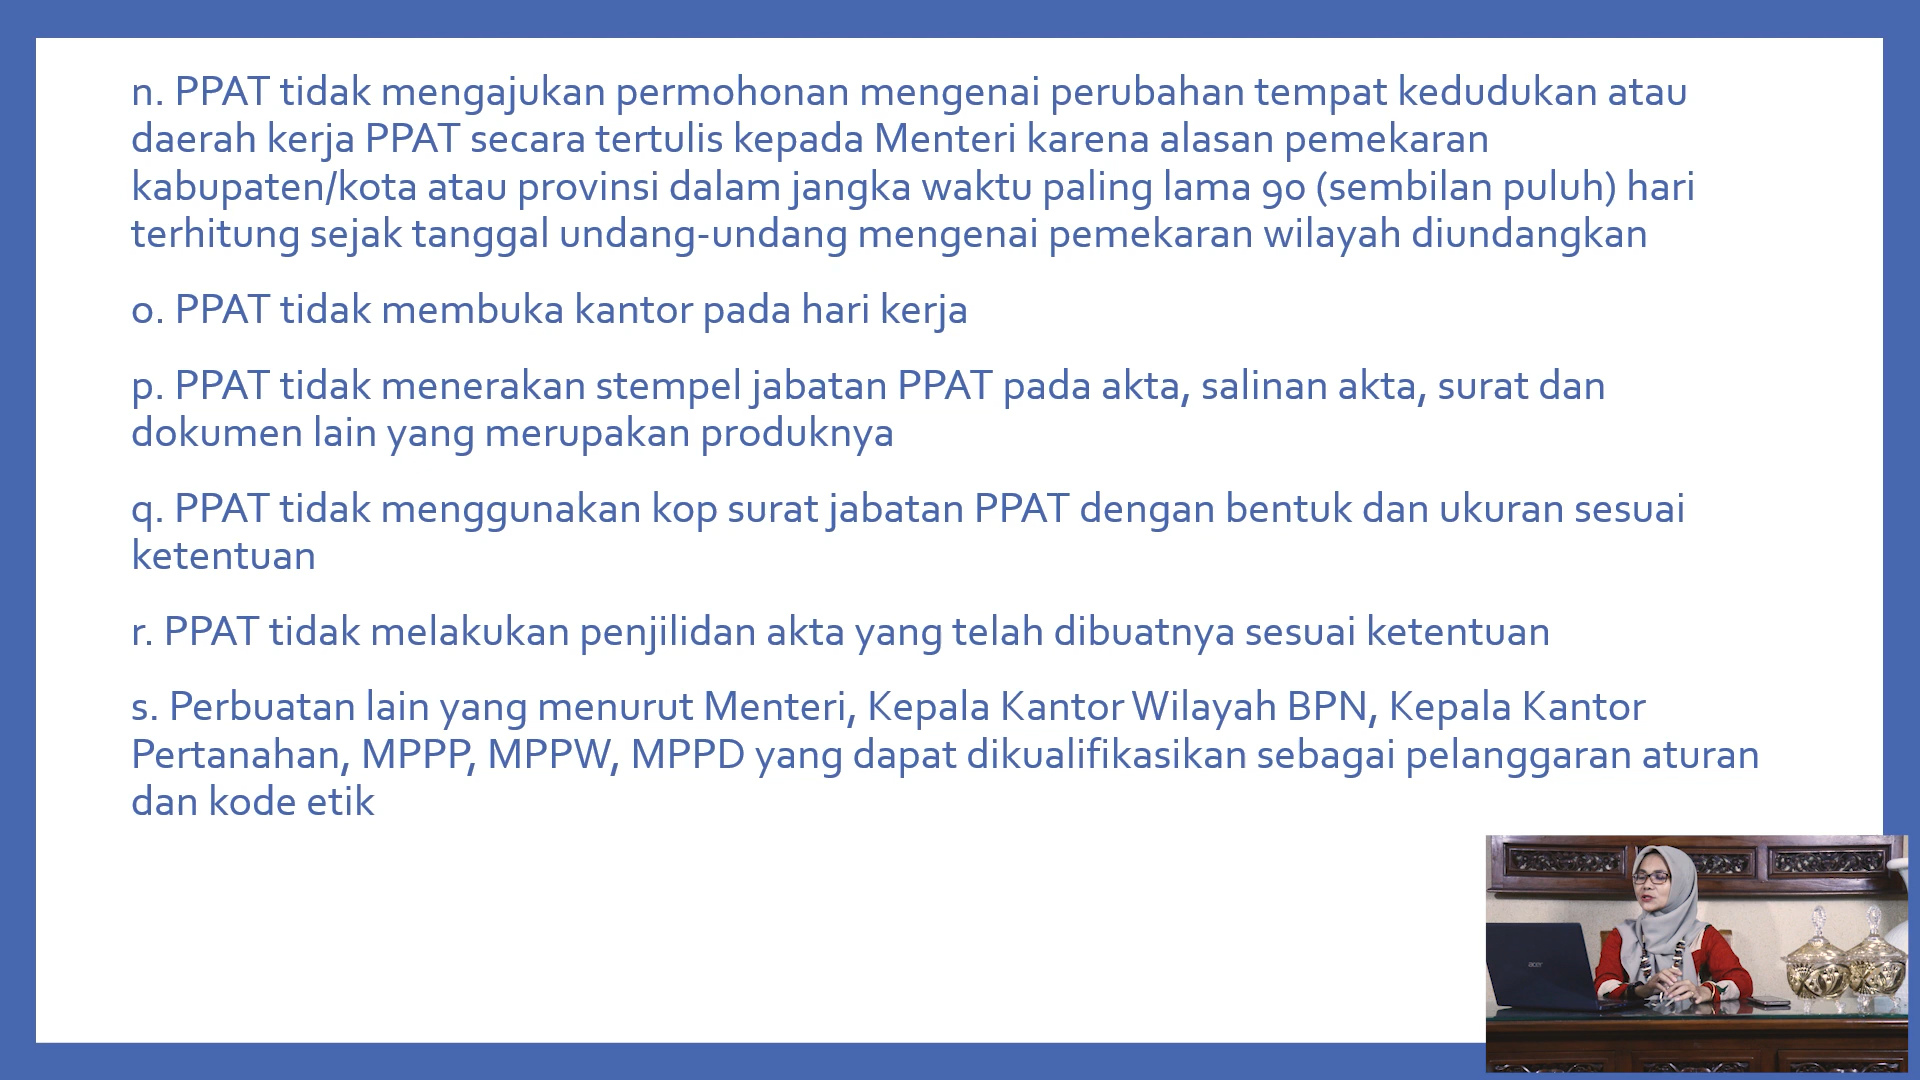 n. PPAT tidak mengajukan permohonan mengenai perubahan tempat kedudukan atau
daerah kerja PPAT secara tertulis kepada Menteri karena alasan pemekaran
kabupaten/kota atau provinsi dalam jangka waktu paling lama 90 (sembilan puluh) hari
terhitung sejak tanggal undang-undang mengenai pemekaran wilayah diundangkan
o. PPAT tidak membuka kantor pada hari kerja
p. PPAT tidak menerakan stempel jabatan PPAT pada akta, salinan akta, surat dan
dokumen lain yang merupakan produknya
q. PPAT tidak menggunakan kop surat jabatan PPAT dengan bentuk dan ukuran sesuai
ketentuan
r. PPAT tidak melakukan penjilidan akta yang telah dibuatnya sesuai ketentuan
s. Perbuatan lain yang menurut Menteri, Kepala Kantor Wilayah BPN, Kepala Kantor
Pertanahan, MPPP, MPPW, MPPD yang dapat dikualifikasikan sebagai pelanggaran aturan
dan kode etik
acer